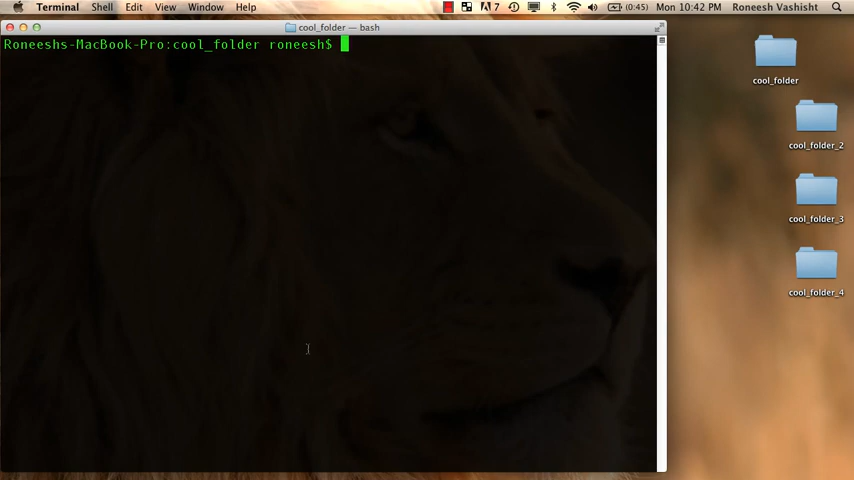 Terminal Shell Edit View Window Help 7 (0:45) Mon 10:42 PM Roneesh Vashisht
cool_folder — bash
Roneeshs-MacBook-Pro:cool_folder roneesh$
cool_folder
cool_folder_2
cool_folder_3
cool_folder_4